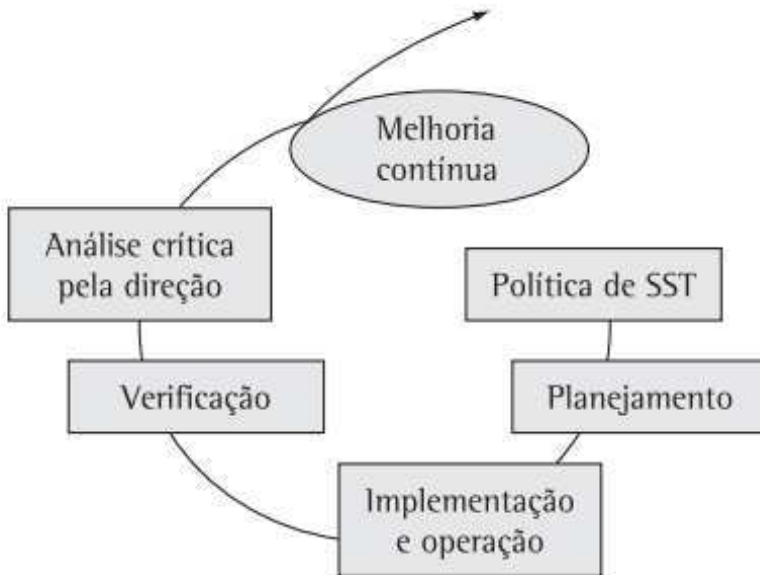 Melhoria
contínua
Análise crítica
pela direção
Política de SST
Verificação
Planejamento
Implementação
e operação